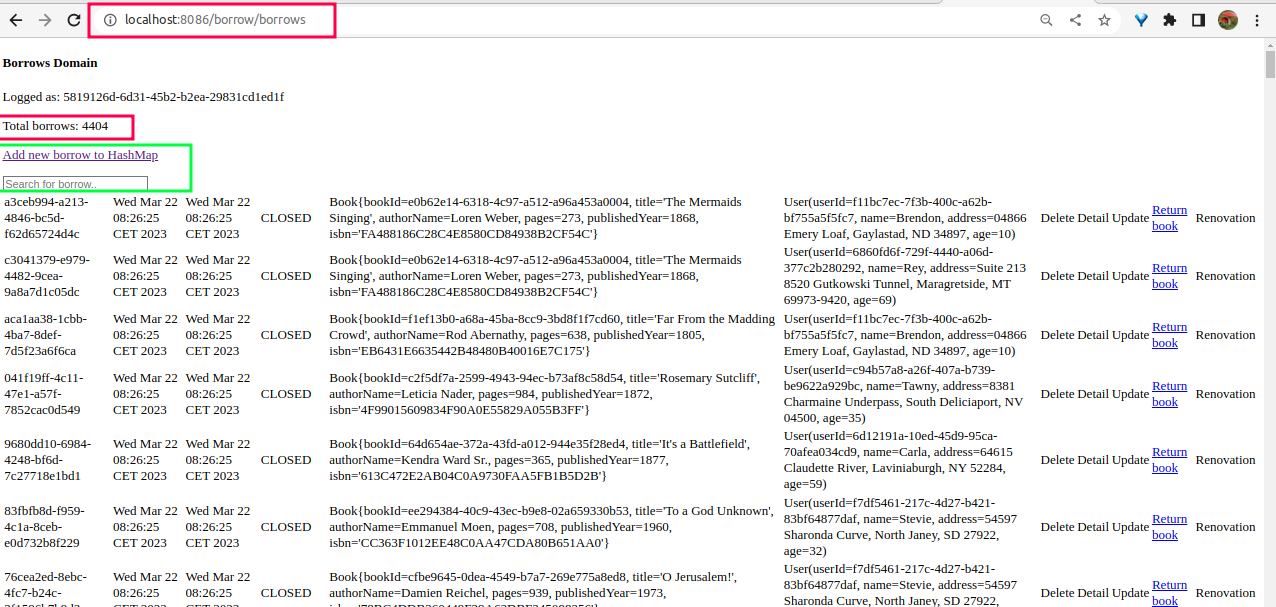 localhost:8086/borrow/borrows
Borrows Domain
Logged as: 5819126d-6d31-45b2-b2ea-29831cd1ed1f
Total borrows: 4404
Add new borrow to HashMap
Search for borrow..
a3ceb994-a213-4846-bc5d-f62d65724d4c Wed Mar 22 08:26:25 CET 2023 Wed Mar 22 08:26:25 CET 2023 CLOSED Book{bookId=e0b62e14-6318-4c97-a512-a96a453a0004, title='The Mermaids Singing', authorName=Loren Weber, pages=273, publishedYear=1868, isbn='FA488186C28C4E8580CD84938B2CF54C'} User(userId=f11bc7ec-7f3b-400c-a62b-bf755a5f5fc7, name=Brendon, address=04866 Emery Loaf, Gaylastad, ND 34897, age=10) Delete Detail Update Return book Renovation
c3041379-e979-4482-9cea-9a8a7d1c05dc Wed Mar 22 08:26:25 CET 2023 Wed Mar 22 08:26:25 CET 2023 CLOSED Book{bookId=e0b62e14-6318-4c97-a512-a96a453a0004, title='The Mermaids Singing', authorName=Loren Weber, pages=273, publishedYear=1868, isbn='FA488186C28C4E8580CD84938B2CF54C'} User(userId=6860fd6f-729f-4440-a06d-377c2b280292, name=Rey, address=Suite 213 8520 Gutkowski Tunnel, Maragretside, MT 69973-9420, age=69) Delete Detail Update Return book Renovation
aca1aa38-1cbb-4ba7-8def-7d5f23a6f6ca Wed Mar 22 08:26:25 CET 2023 Wed Mar 22 08:26:25 CET 2023 CLOSED Book{bookId=f1ef13b0-a68a-45ba-8cc9-3bd8f1f7cd60, title='Far From the Madding Crowd', authorName=Rod Abernathy, pages=638, publishedYear=1805, isbn='EB6431E6635442B48480B40016E7C175'} User(userId=f11bc7ec-7f3b-400c-a62b-bf755a5f5fc7, name=Brendon, address=04866 Emery Loaf, Gaylastad, ND 34897, age=10) Delete Detail Update Return book Renovation
041f19ff-4c11-47e1-a57f-7852cac0d549 Wed Mar 22 08:26:25 CET 2023 Wed Mar 22 08:26:25 CET 2023 CLOSED Book{bookId=c2f5df7a-2599-4943-94ec-b73af8c58d54, title='Rosemary Sutcliff', authorName=Leticia Nader, pages=984, publishedYear=1872, isbn='4F99015609834F90A0E55829A055B3FF'} User(userId=c94b57a8-a26f-407a-b739-be9622a929bc, name=Tawny, address=8381 Charmaine Underpass, South Deliciaport, NV 04500, age=35) Delete Detail Update Return book Renovation
9680dd10-6984-4248-bf6d-7c27718e1bd1 Wed Mar 22 08:26:25 CET 2023 Wed Mar 22 08:26:25 CET 2023 CLOSED Book{bookId=64d654ae-372a-43fd-a012-944e35f28ed4, title='It's a Battlefield', authorName=Kendra Ward Sr., pages=365, publishedYear=1877, isbn='613C472E2AB04C0A9730FAA5FB1B5D2B'} User(userId=6d12191a-10ed-45d9-95ca-70afea034cd9, name=Carla, address=64615 Claudette River, Laviniaburgh, NY 52284, age=59) Delete Detail Update Return book Renovation
83fbfb8d-f959-4c1a-8ceb-e0d732b8f229 Wed Mar 22 08:26:25 CET 2023 Wed Mar 22 08:26:25 CET 2023 CLOSED Book{bookId=ee294384-40c9-43ec-b9e8-02a659330b53, title='To a God Unknown', authorName=Emmanuel Moen, pages=708, publishedYear=1960, isbn='CC363F1012EE48C0AA47CDA80B651AA0'} User(userId=f7df5461-217c-4d27-b421-83bf64877daf, name=Stevie, address=54597 Sharonda Curve, North Janey, SD 27922, age=32) Delete Detail Update Return book Renovation
76cea2ed-8ebc-4fc7-b24c- Wed Mar 22 08:26:25 CET 2023 Wed Mar 22 08:26:25 CET 2023 CLOSED Book{bookId=cfbe9645-0dea-4549-b7a7-269e775a8ed8, title='O Jerusalem!', authorName=Damien Reichel, pages=939, publishedYear=1973, User(userId=f7df5461-217c-4d27-b421-83bf64877daf, name=Stevie, address=54597 Sharonda Curve, North Janey, SD 27922, Delete Detail Update Return book Renovation